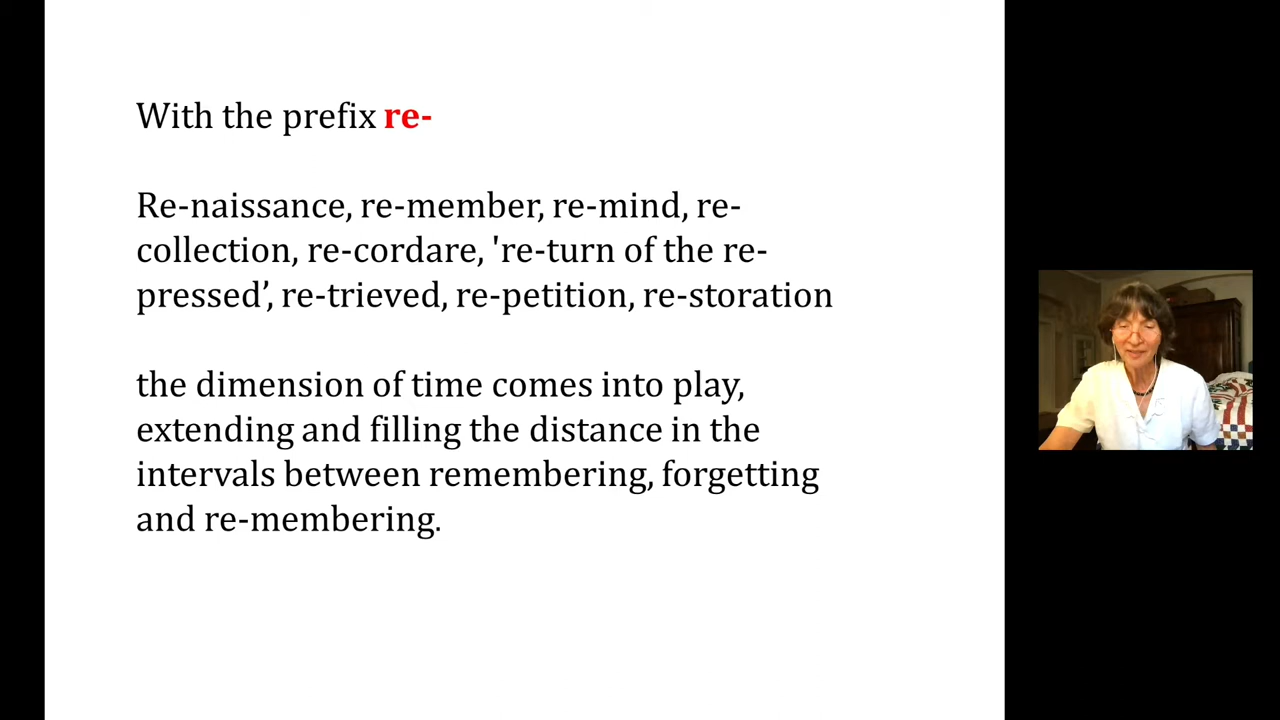 With the prefix re-
Re-naissance, re-member, re-mind, re-
collection, re-cordare, 're-turn of the re-
pressed’, re-trieved, re-petition, re-storation
the dimension of time comes into play,
extending and filling the distance in the
intervals between remembering, forgetting
and re-membering.